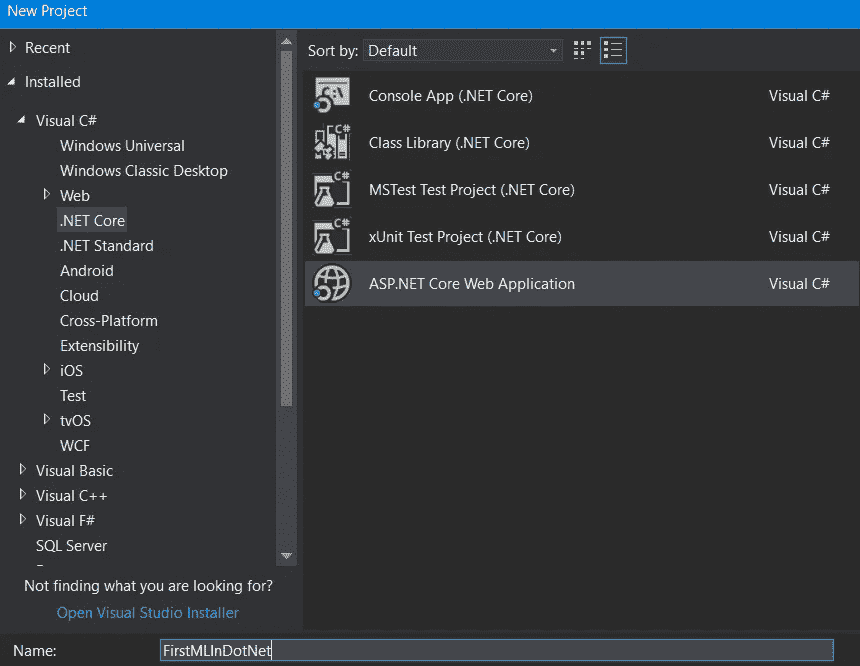 New Project
Recent
Installed
Visual C#
Windows Universal
Windows Classic Desktop
Web
.NET Core
.NET Standard
Android
Cloud
Cross-Platform
Extensibility
iOS
Test
tvOS
WCF
Visual Basic
Visual C++
Visual F#
SQL Server
Not finding what you are looking for?
Open Visual Studio Installer
Sort by: Default
Console App (.NET Core) Visual C#
Class Library (.NET Core) Visual C#
MSTest Test Project (.NET Core) Visual C#
xUnit Test Project (.NET Core) Visual C#
ASP.NET Core Web Application Visual C#
Name: FirstMLInDotNet